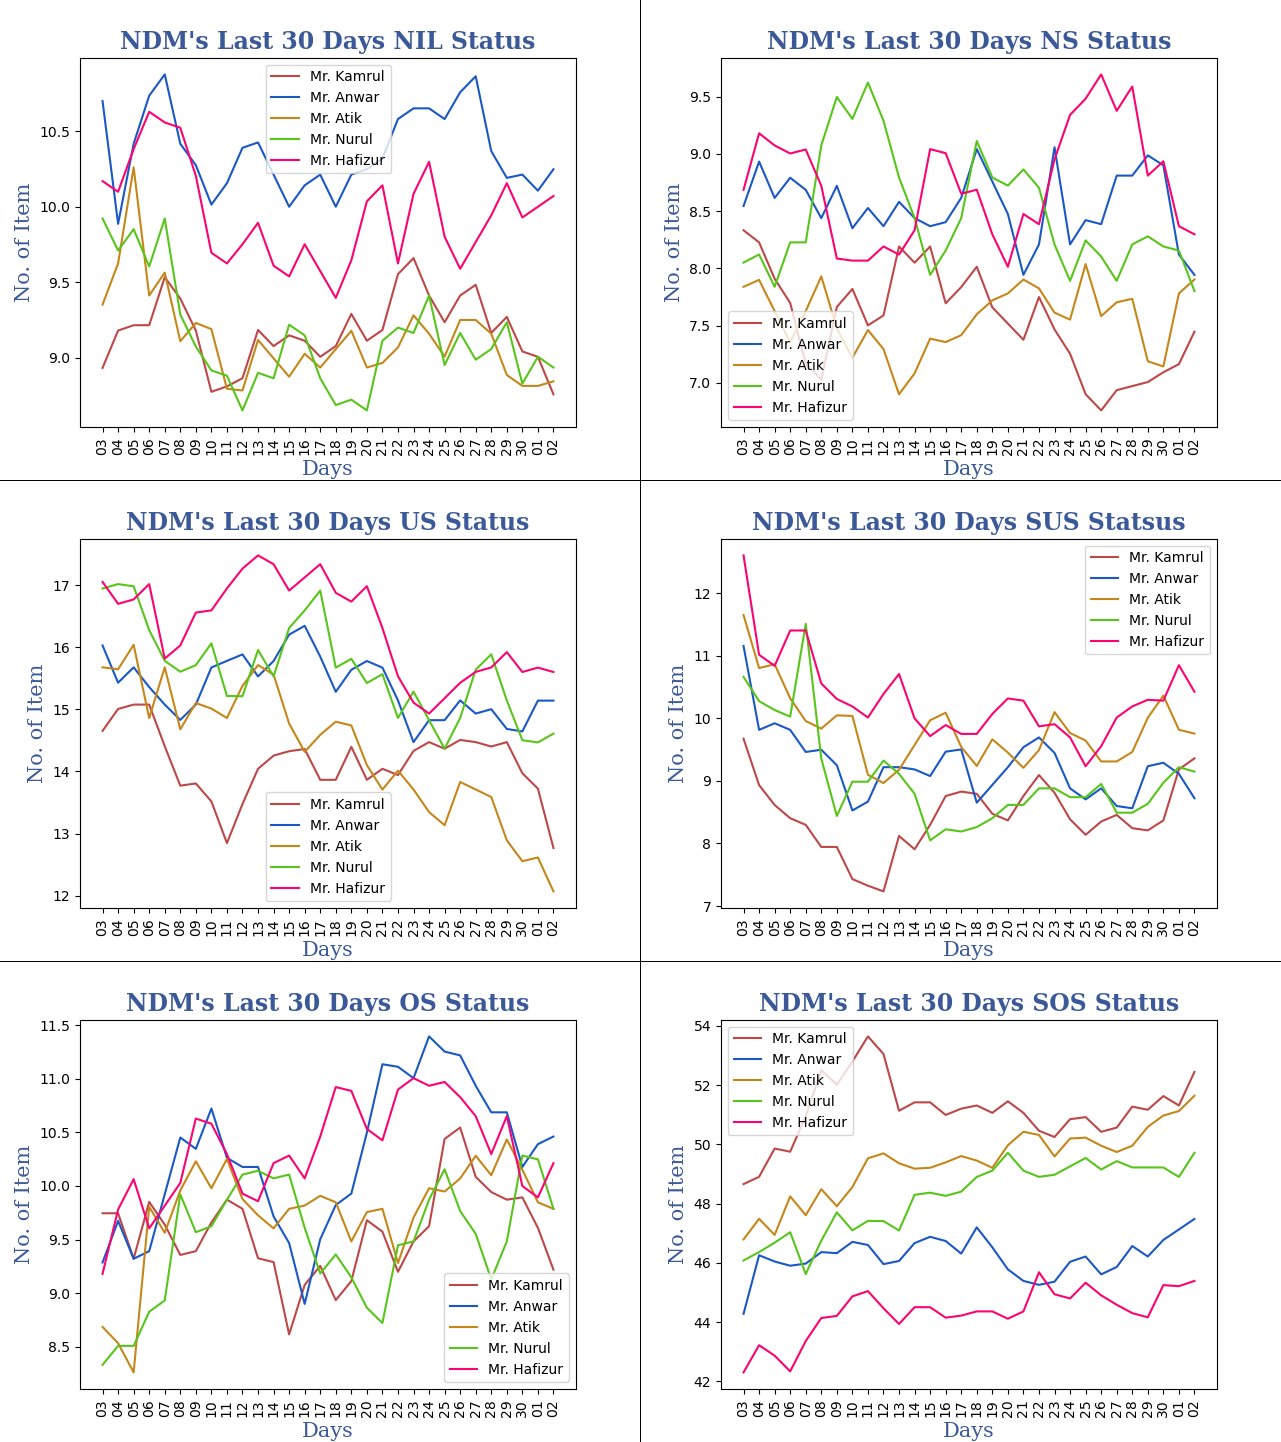 NDM's Last 30 Days NIL Status
No. of Item
10.5
10.0
9.5
9.0
Mr. Kamrul
Mr. Anwar
Mr. Atik
Mr. Nurul
Mr. Hafizur
03 04 05 06 07 08 09 10 11 12 13 14 15 16 17 18 19 20 21 22 23 24 25 26 27 28 29 30 01 02
Days
NDM's Last 30 Days NS Status
No. of Item
9.5
9.0
8.5
8.0
7.5
7.0
Mr. Kamrul
Mr. Anwar
Mr. Atik
Mr. Nurul
Mr. Hafizur
03 04 05 06 07 08 09 10 11 12 13 14 15 16 17 18 19 20 21 22 23 24 25 26 27 28 29 30 01 02
Days
NDM's Last 30 Days US Status
No. of Item
17
16
15
14
13
12
Mr. Kamrul
Mr. Anwar
Mr. Atik
Mr. Nurul
Mr. Hafizur
03 04 05 06 07 08 09 10 11 12 13 14 15 16 17 18 19 20 21 22 23 24 25 26 27 28 29 30 01 02
Days
NDM's Last 30 Days SUS Statsus
No. of Item
12
11
10
9
8
7
Mr. Kamrul
Mr. Anwar
Mr. Atik
Mr. Nurul
Mr. Hafizur
03 04 05 06 07 08 09 10 11 12 13 14 15 16 17 18 19 20 21 22 23 24 25 26 27 28 29 30 01 02
Days
NDM's Last 30 Days OS Status
No. of Item
11.5
11.0
10.5
10.0
9.5
9.0
8.5
Mr. Kamrul
Mr. Anwar
Mr. Atik
Mr. Nurul
Mr. Hafizur
03 04 05 06 07 08 09 10 11 12 13 14 15 16 17 18 19 20 21 22 23 24 25 26 27 28 29 30 01 02
Days
NDM's Last 30 Days SOS Status
No. of Item
54
52
50
48
46
44
42
Mr. Kamrul
Mr. Anwar
Mr. Atik
Mr. Nurul
Mr. Hafizur
03 04 05 06 07 08 09 10 11 12 13 14 15 16 17 18 19 20 21 22 23 24 25 26 27 28 29 30 01 02
Days